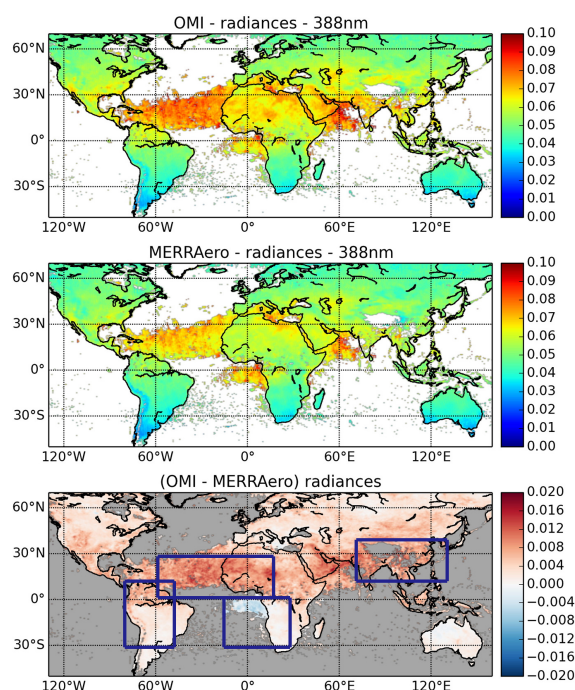 OMI - radiances - 388nm
60°N
30°N
0°
30°S
120°W
60°W
0°
60°E
120°E
0.10
0.09
0.08
0.07
0.06
0.05
0.04
0.03
0.02
0.01
0.00
MERRAero - radiances - 388nm
60°N
30°N
0°
30°S
120°W
60°W
0°
60°E
120°E
0.10
0.09
0.08
0.07
0.06
0.05
0.04
0.03
0.02
0.01
0.00
(OMI - MERRAero) radiances
60°N
30°N
0°
30°S
120°W
60°W
0°
60°E
120°E
0.020
0.016
0.012
0.008
0.004
0.000
−0.004
−0.008
−0.012
−0.016
−0.020